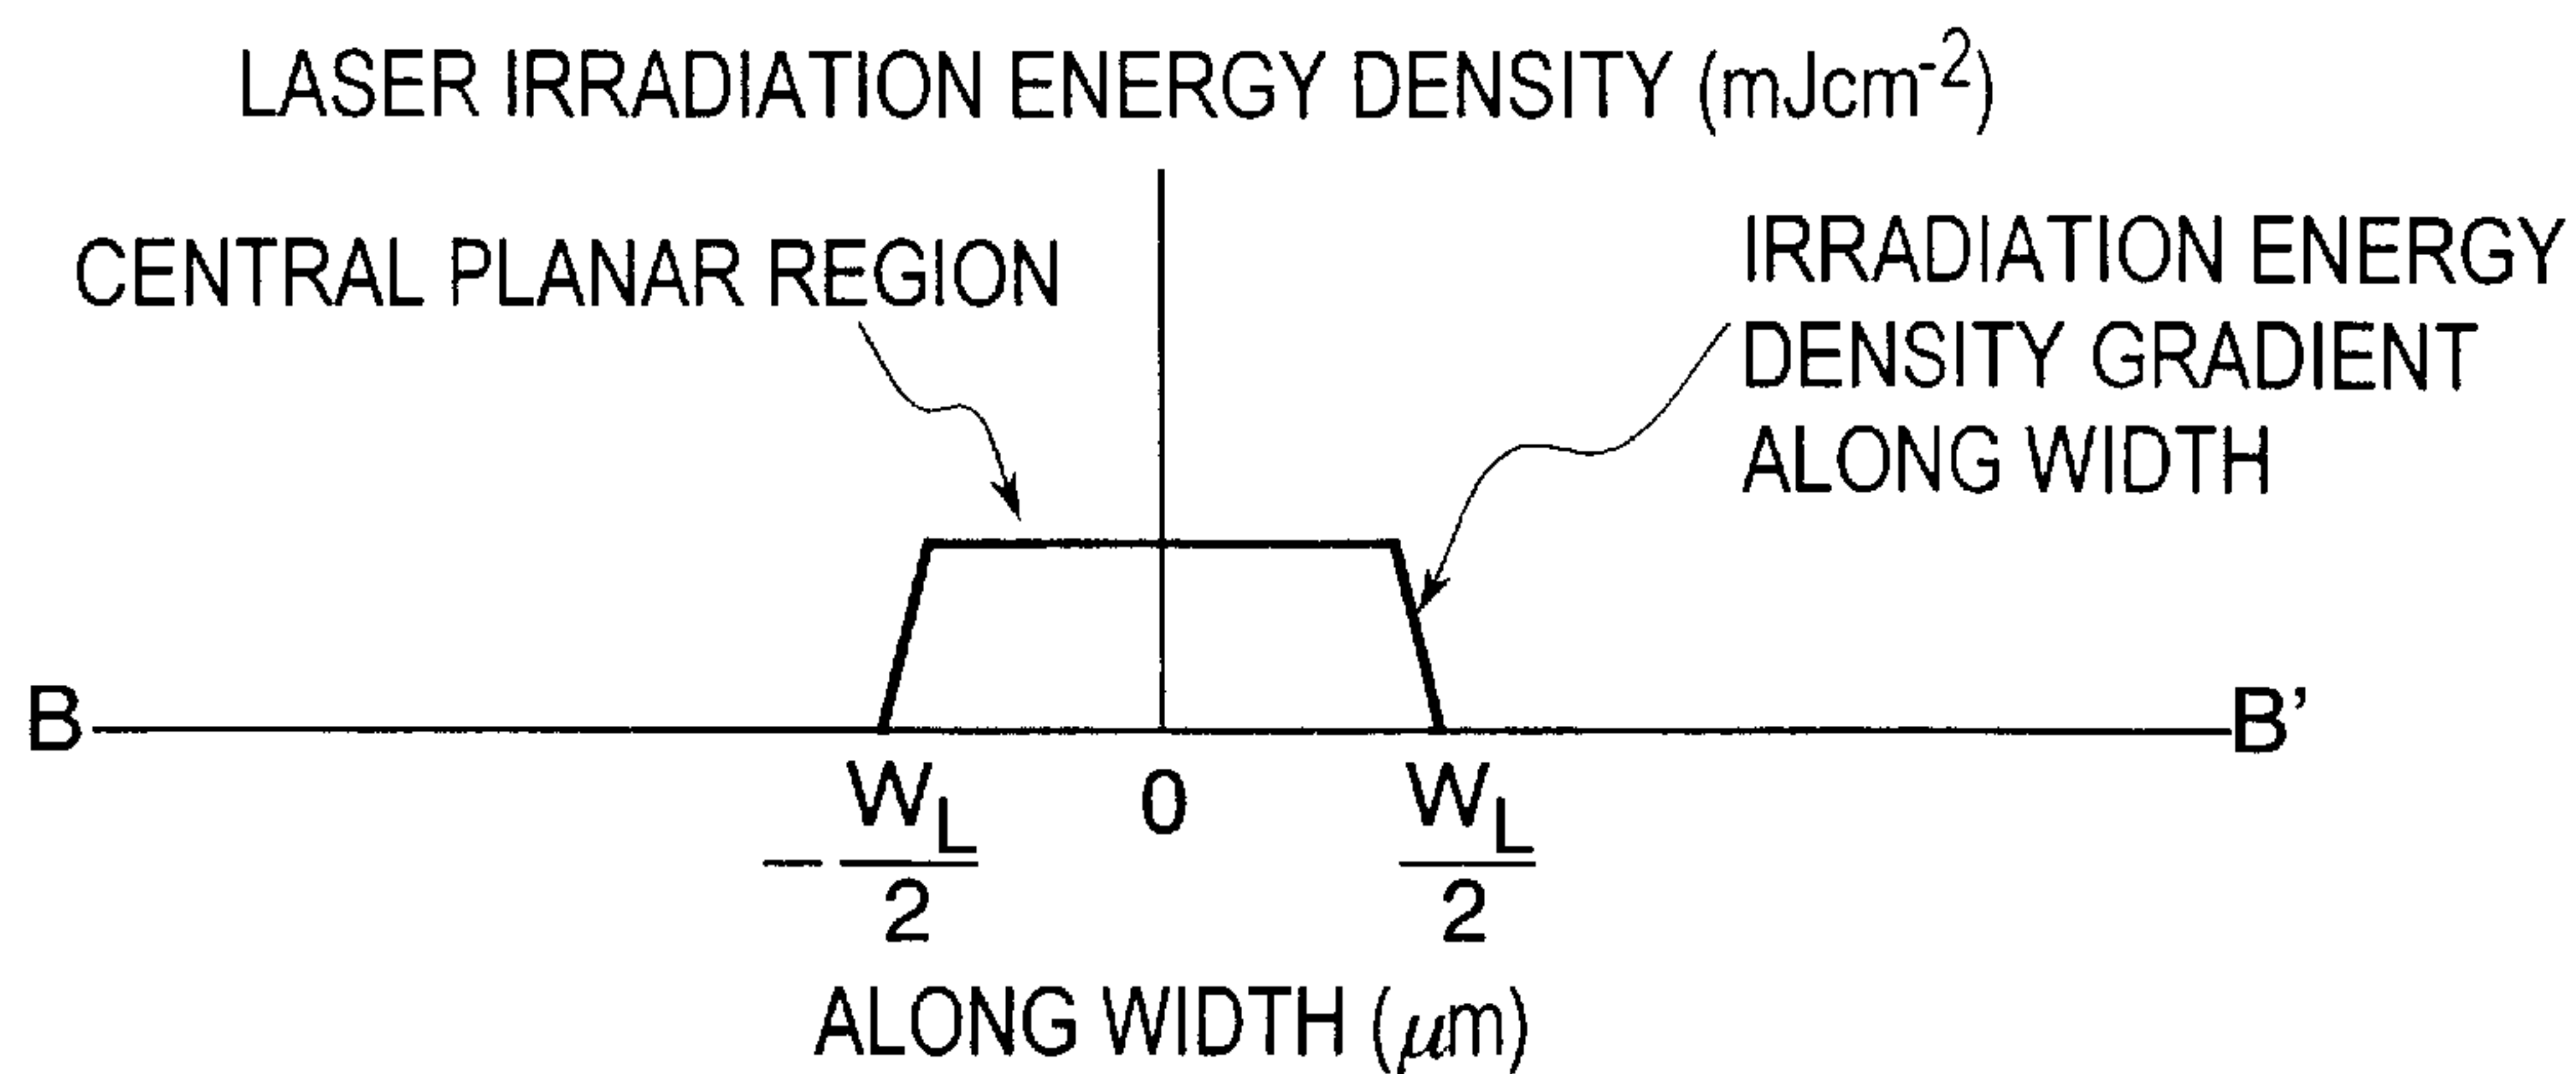 LASER IRRADIATION ENERGY DENSITY (mJcm-2)
CENTRAL PLANAR REGION
IRRADIATION ENERGY
DENSITY GRADIENT
ALONG WIDTH
B
B'
-WL/2
0
WL/2
ALONG WIDTH (μm)